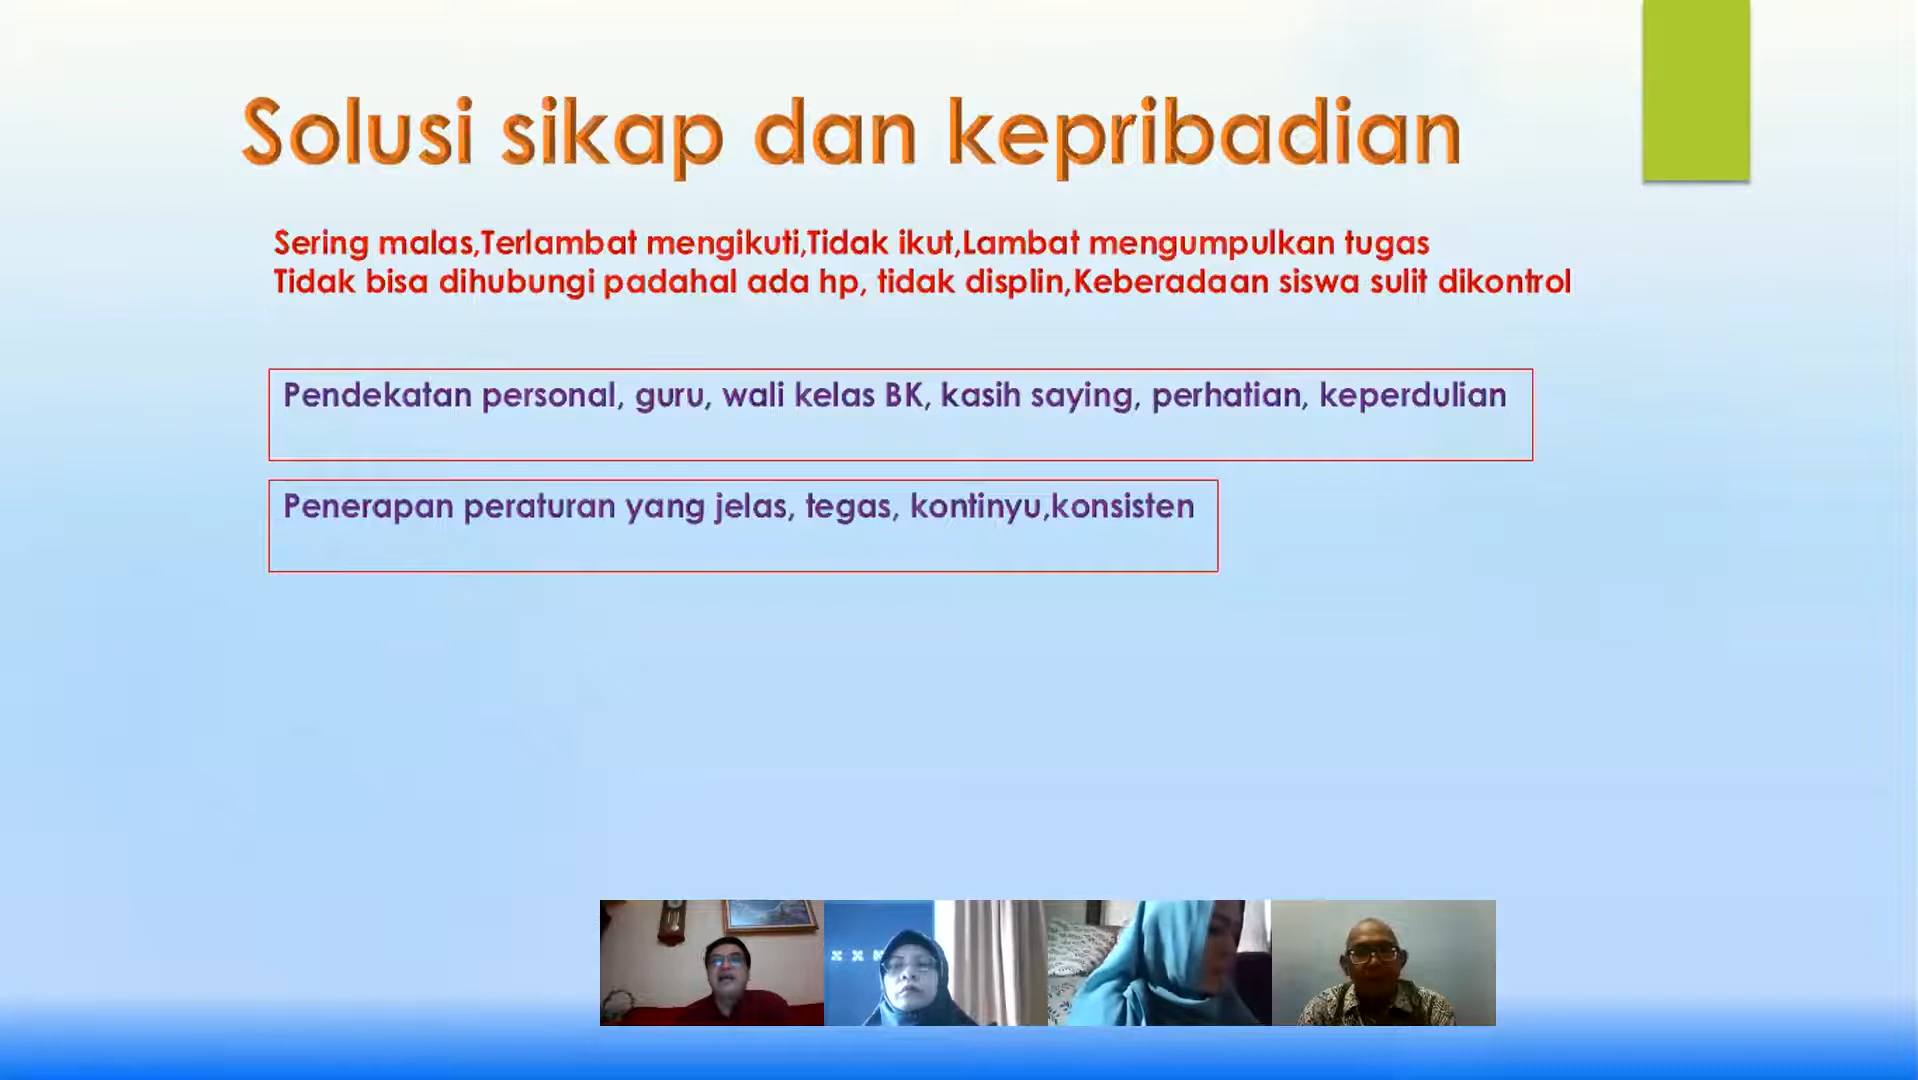 Solusi sikap dan kepribadian
Sering malas,Terlambat mengikuti,Tidak ikut,Lambat mengumpulkan tugas
Tidak bisa dihubungi padahal ada hp, tidak displin,Keberadaan siswa sulit dikontrol
Pendekatan personal, guru, wali kelas BK, kasih saying, perhatian, keperdulian
Penerapan peraturan yang jelas, tegas, kontinyu,konsisten